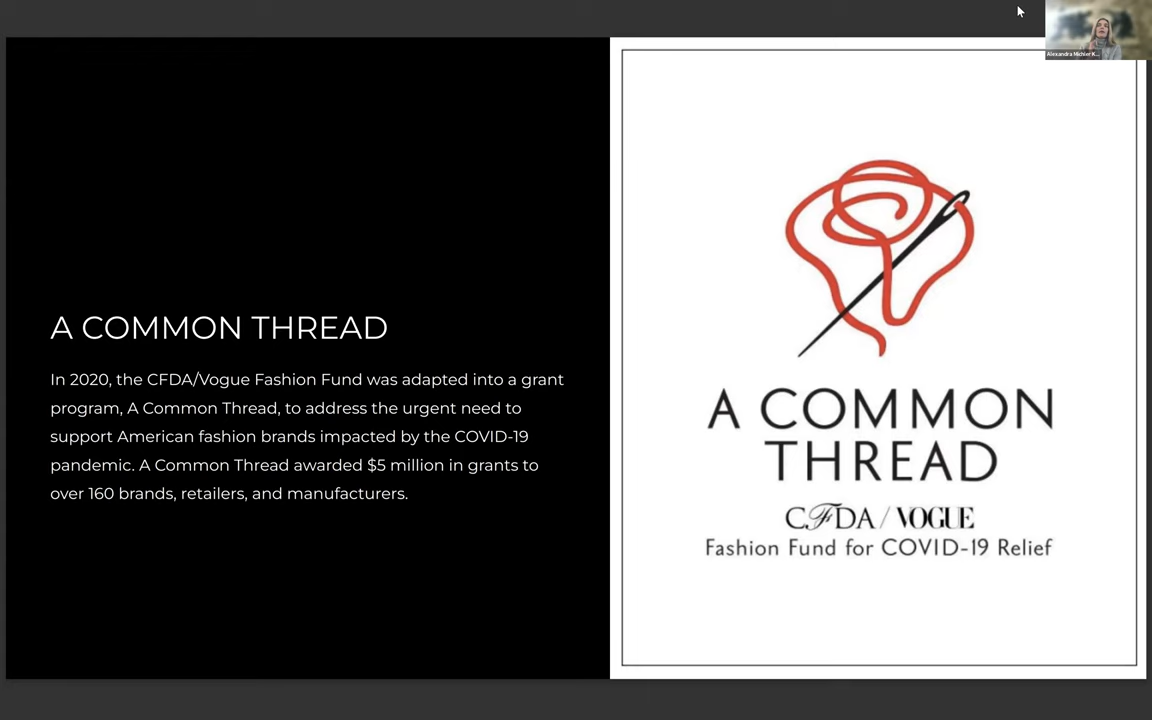 Alexandra Michler K...
A COMMON THREAD
In 2020, the CFDA/Vogue Fashion Fund was adapted into a grant
program, A Common Thread, to address the urgent need to
support American fashion brands impacted by the COVID-19
pandemic. A Common Thread awarded $5 million in grants to
over 160 brands, retailers, and manufacturers.
A COMMON
THREAD
CFDA / VOGUE
Fashion Fund for COVID-19 Relief